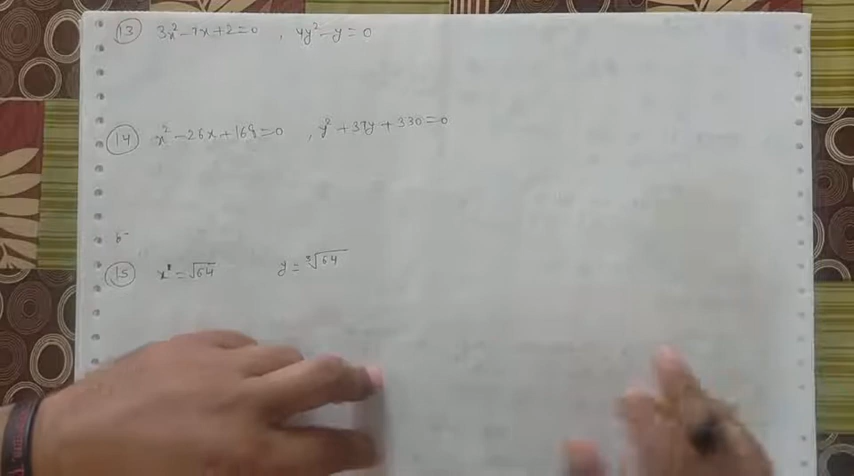 13 3x²-7x+2=0 , 4y²-y=0
14 x²-26x+169=0 , y²+37y+330=0
15 x = √64 y = ³√64